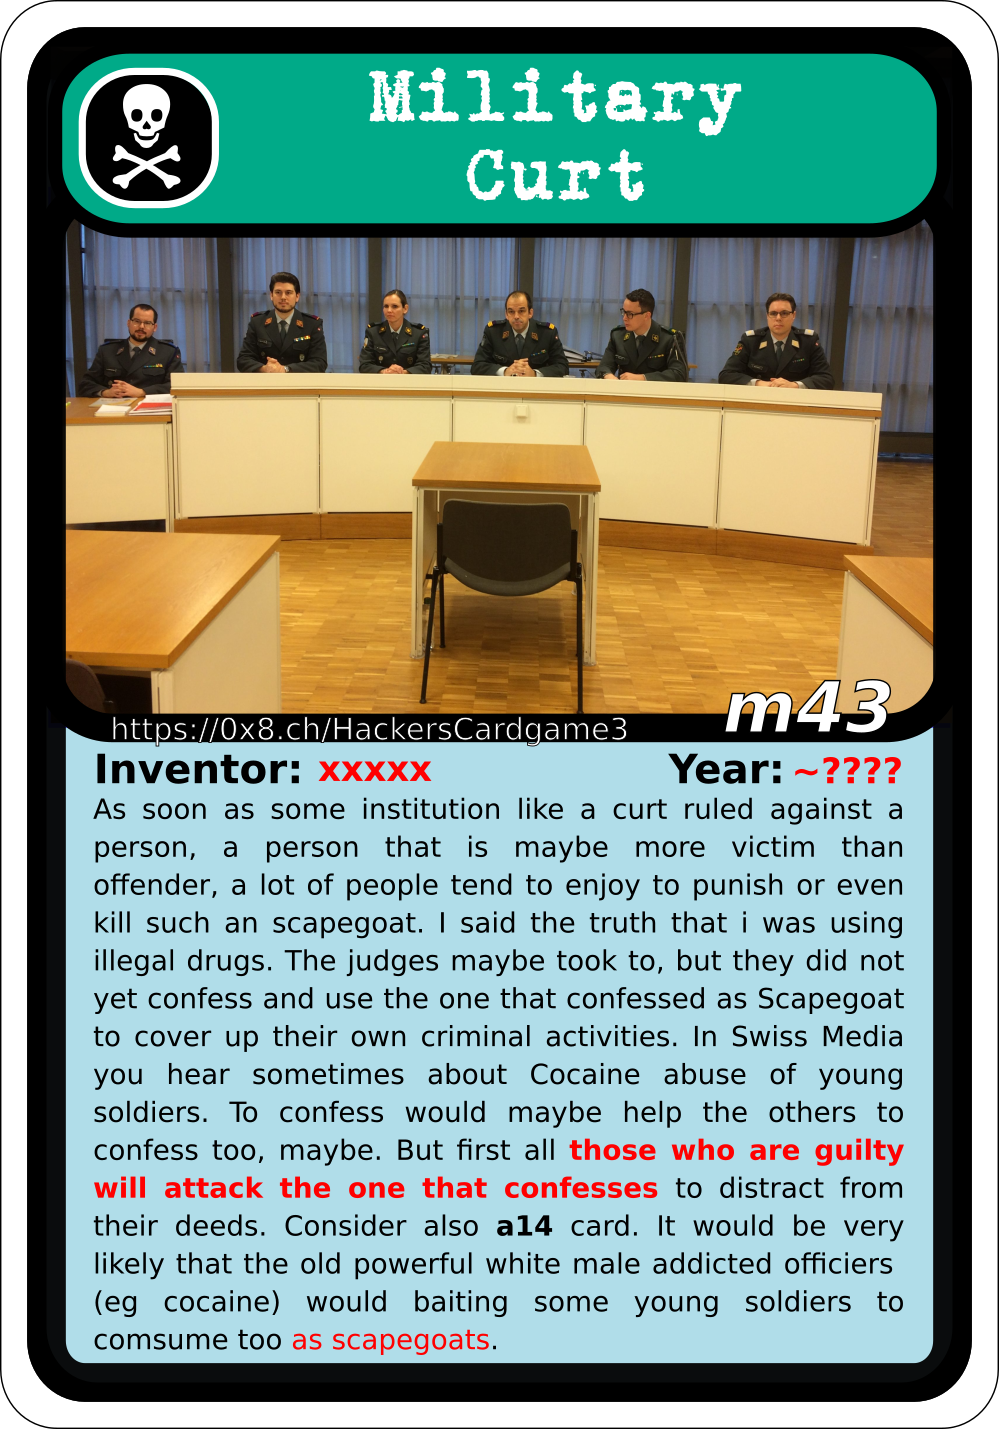 Military
Curt
m43
https://0x8.ch/HackersCardgame3
Inventor: xxxxx Year: ~????
As soon as some institution like a curt ruled against a
person, a person that is maybe more victim than
offender, a lot of people tend to enjoy to punish or even
kill such an scapegoat. I said the truth that i was using
illegal drugs. The judges maybe took to, but they did not
yet confess and use the one that confessed as Scapegoat
to cover up their own criminal activities. In Swiss Media
you hear sometimes about Cocaine abuse of young
soldiers. To confess would maybe help the others to
confess too, maybe. But first all those who are guilty
will attack the one that confesses to distract from
their deeds. Consider also a14 card. It would be very
likely that the old powerful white male addicted officiers
(eg cocaine) would baiting some young soldiers to
comsume too as scapegoats.